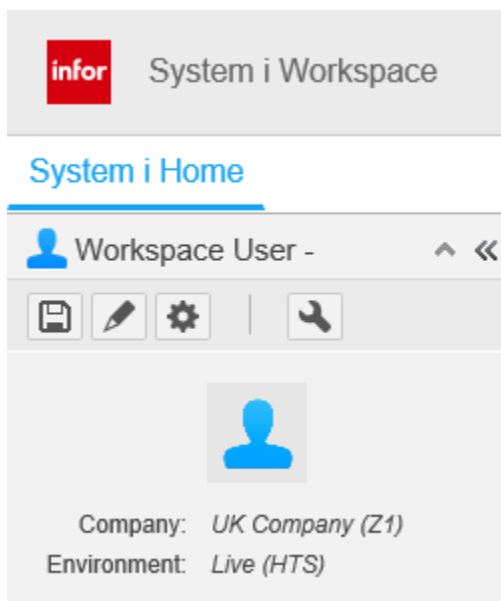 infor System i Workspace
System i Home
Workspace User -
Company: UK Company (Z1)
Environment: Live (HTS)